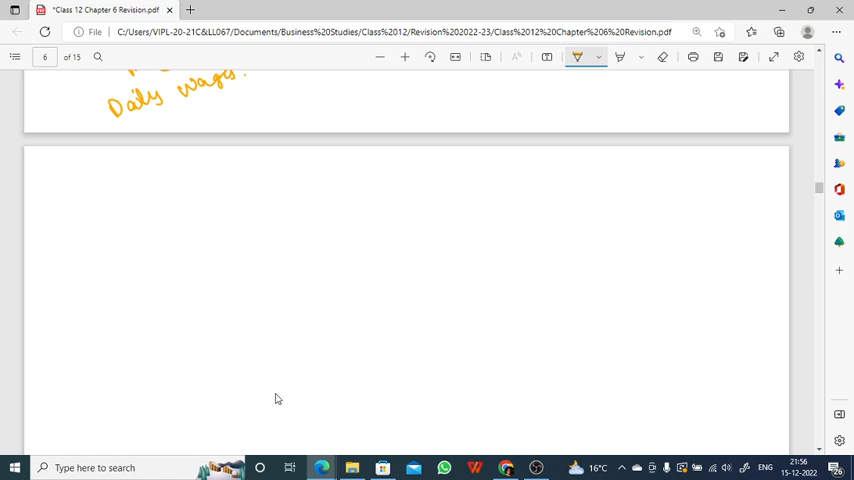 *Class 12 Chapter 6 Revision.pdf
File
C:/Users/VIPL-20-21C&LL067/Documents/Business%20Studies/Class%2012/Revision%202022-23/Class%2012%20Chapter%206%20Revision.pdf
6 of 15
Daily wages.
Type here to search
16°C
ENG
21:56
15-12-2022
26